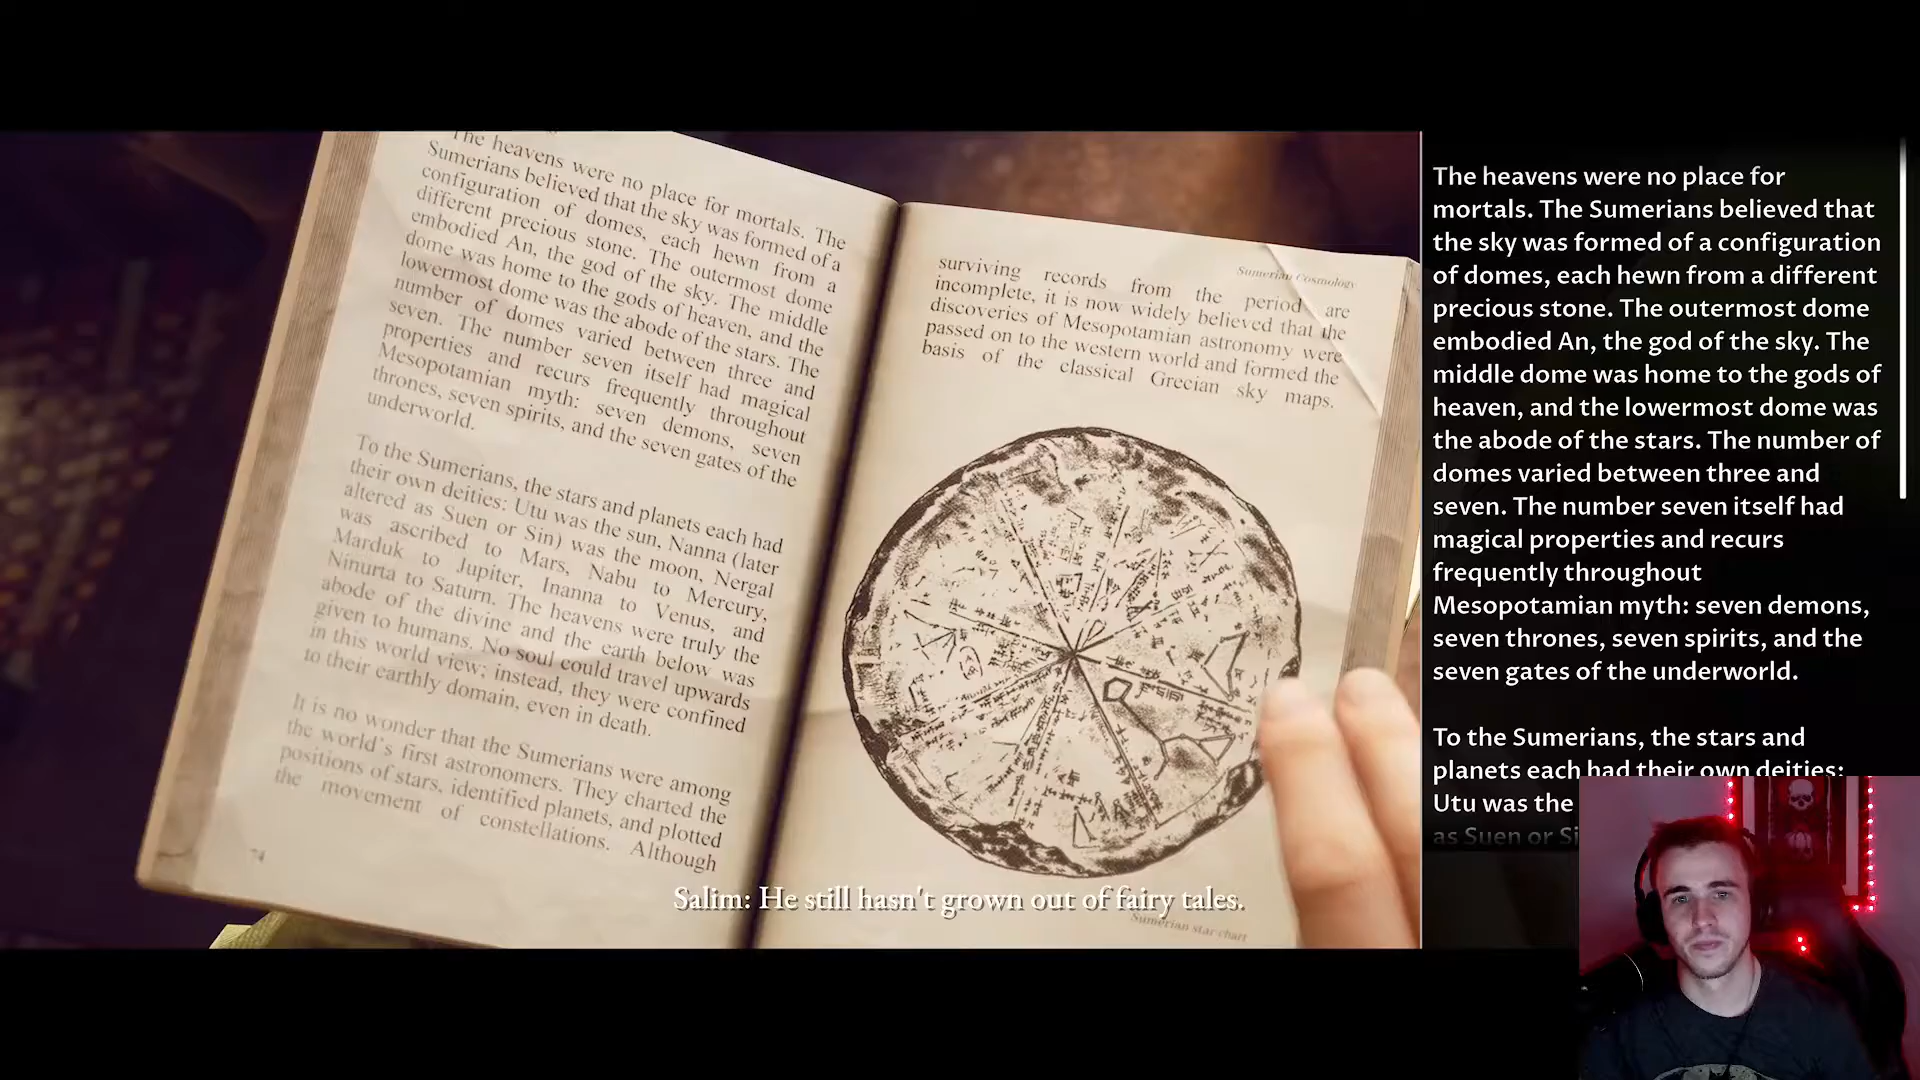 The heavens were no place for mortals. The
Sumerians believed that the sky was formed of a
configuration of domes, each hewn from a
different precious stone. The outermost dome
embodied An, the god of the sky. The middle
dome was home to the gods of heaven, and the
lowermost dome was the abode of the stars. The
number of domes varied between three and
seven. The number seven itself had magical
properties and recurs frequently throughout
Mesopotamian myth: seven demons, seven
thrones, seven spirits, and the seven gates of the
underworld.
To the Sumerians, the stars and planets each had
their own deities: Utu was the sun, Nanna (later
altered as Suen or Sin) was the moon, Nergal
was ascribed to Mars, Nabu to Mercury,
Marduk to Jupiter, Inanna to Venus, and
Ninurta to Saturn. The heavens were truly the
abode of the divine and the earth below was
given to humans. No soul could travel upwards
in this world view; instead, they were confined
to their earthly domain, even in death.
It is no wonder that the Sumerians were among
the world's first astronomers. They charted the
positions of stars, identified planets, and plotted
the movement of constellations. Although
74
Sumerian Cosmology
surviving records from the period are
incomplete, it is now widely believed that the
discoveries of Mesopotamian astronomy were
passed on to the western world and formed the
basis of the classical Grecian sky maps.
Sumerian star chart
Salim: He still hasn't grown out of fairy tales.
The heavens were no place for
mortals. The Sumerians believed that
the sky was formed of a configuration
of domes, each hewn from a different
precious stone. The outermost dome
embodied An, the god of the sky. The
middle dome was home to the gods of
heaven, and the lowermost dome was
the abode of the stars. The number of
domes varied between three and
seven. The number seven itself had
magical properties and recurs
frequently throughout
Mesopotamian myth: seven demons,
seven thrones, seven spirits, and the
seven gates of the underworld.
To the Sumerians, the stars and
planets each had their own deities:
Utu was the
as Suen or Si